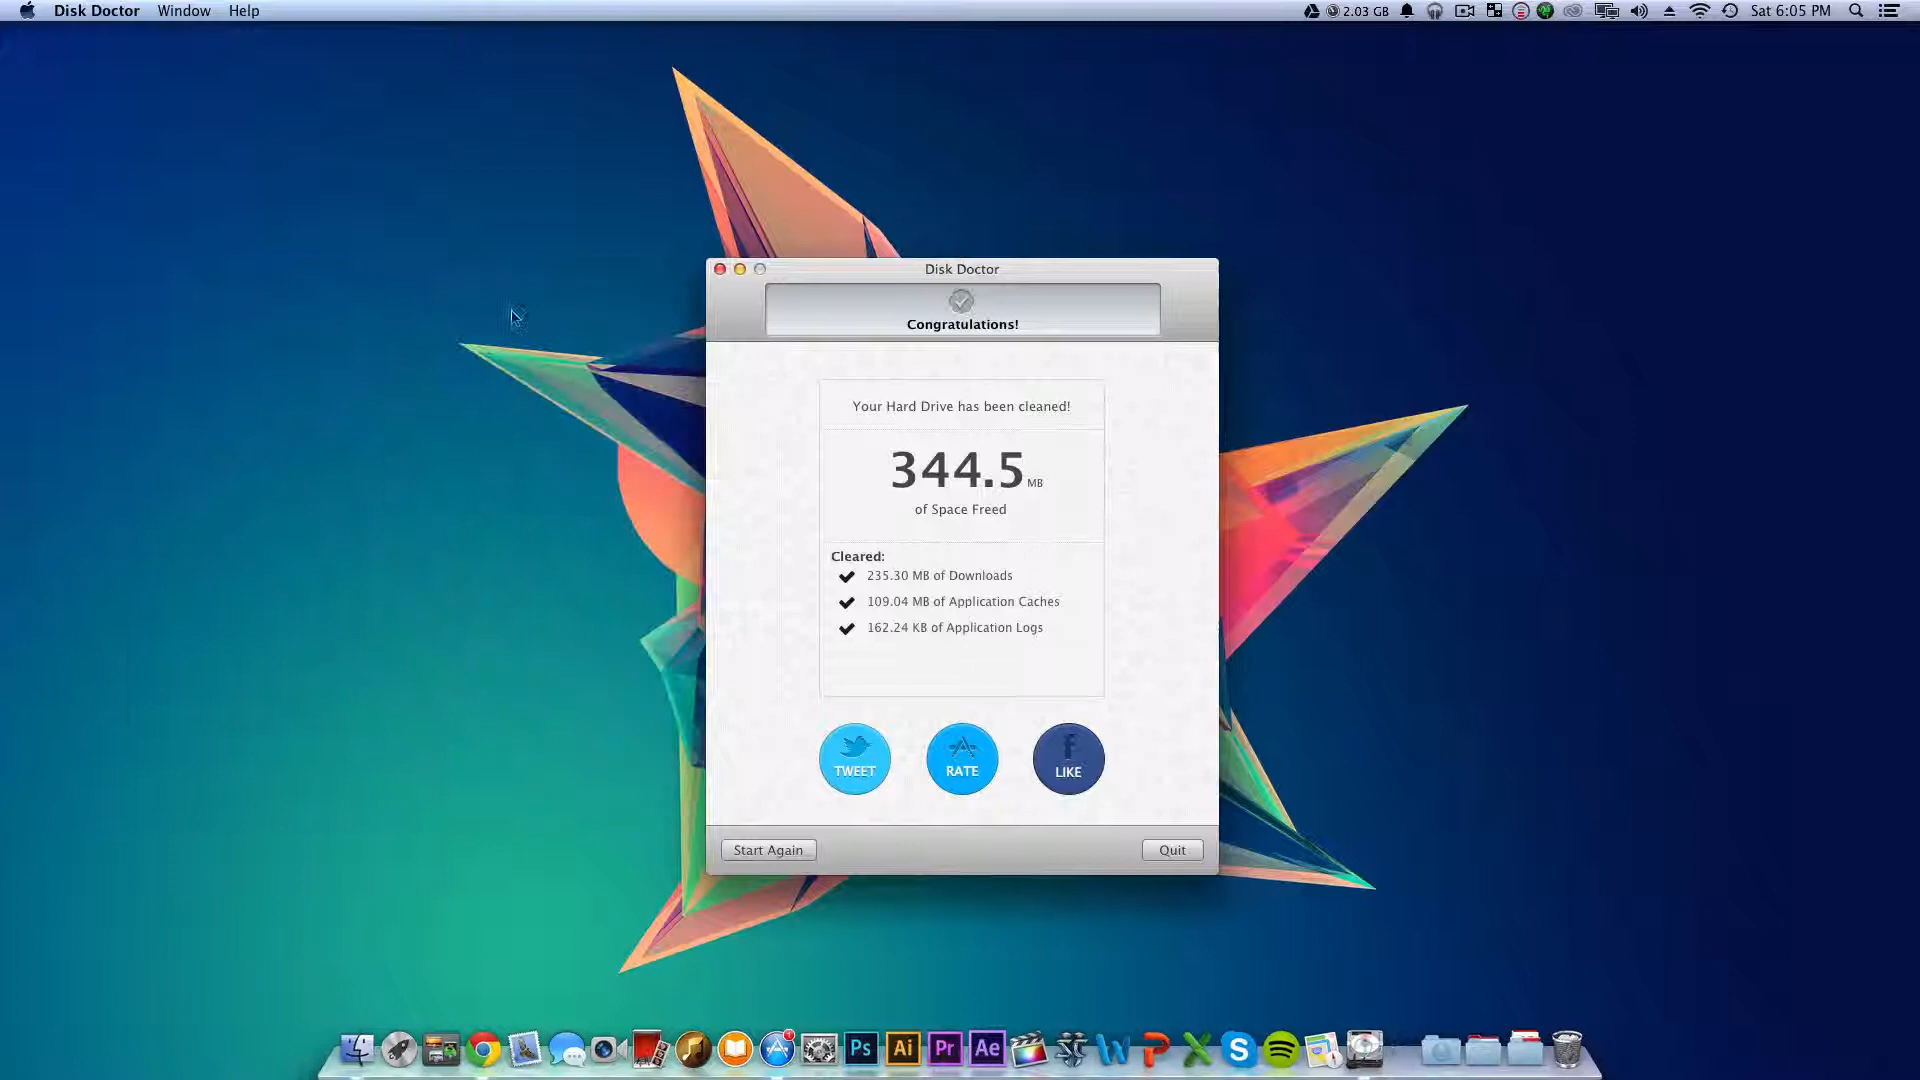 Disk Doctor Window Help
2.03 GB Sat 6:05 PM
Disk Doctor
Congratulations!
Your Hard Drive has been cleaned!
344.5 MB
of Space Freed
Cleared:
235.30 MB of Downloads
109.04 MB of Application Caches
162.24 KB of Application Logs
TWEET RATE LIKE
Start Again Quit
Ps Ai Pr Ae